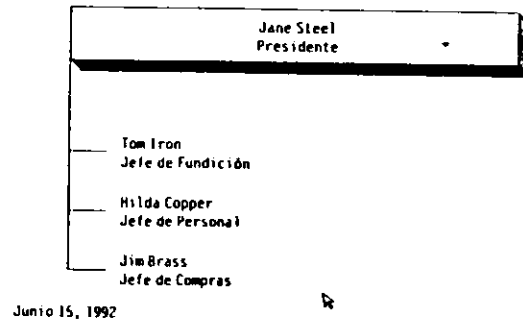 Jane Steel
Presidente
Tom Iron
Jefe de Fundición
Hilda Copper
Jefe de Personal
Jim Brass
Jefe de Compras
Junio 15, 1992